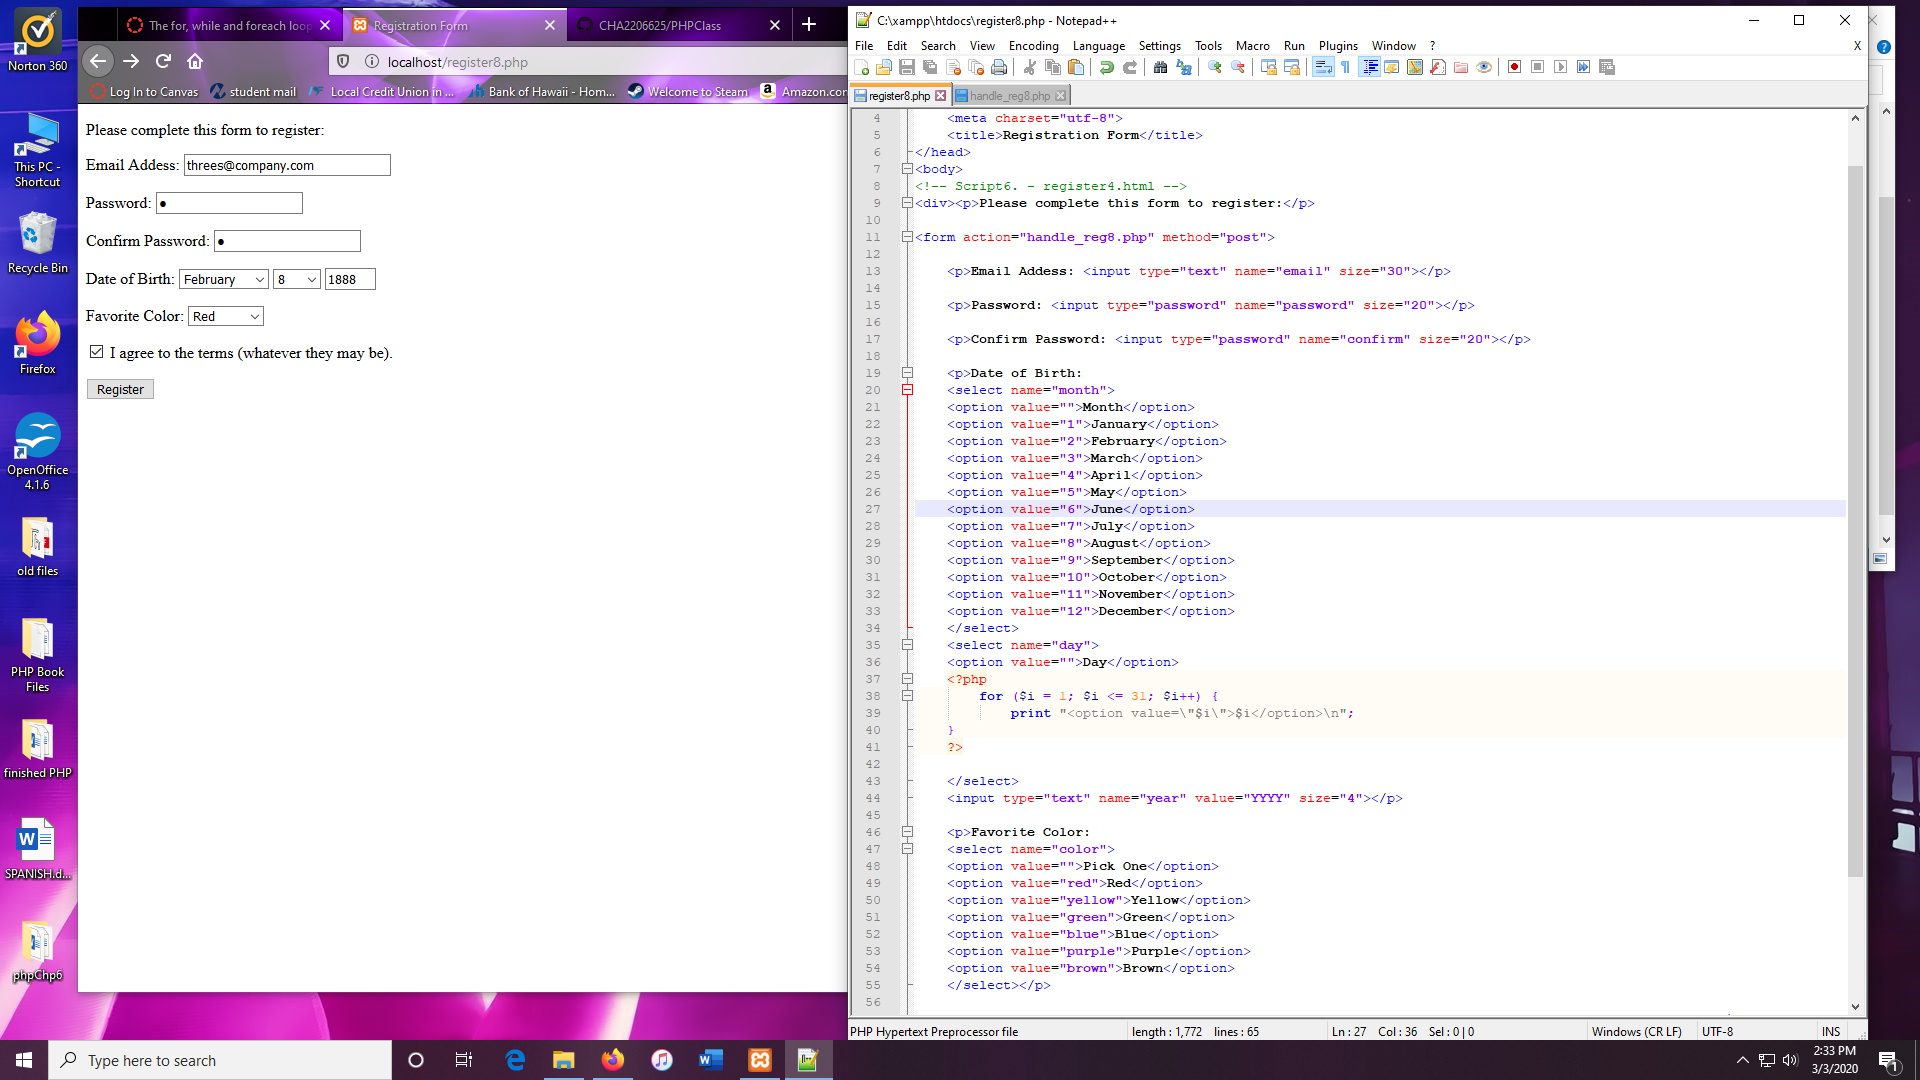 Norton 360
This PC - Shortcut
Recycle Bin
Firefox
OpenOffice 4.1.6
old files
PHP Book Files
finished PHP
SPANISH.d...
phpChp6
The for, while and foreach loop
Registration Form
CHA2206625/PHPClass
localhost/register8.php
Log In to Canvas
student mail
Local Credit Union in ...
Bank of Hawaii - Hom...
Welcome to Steam
Amazon.com
Please complete this form to register:
Email Addess: threes@company.com
Password: ●
Confirm Password: ●
Date of Birth: February 8 1888
Favorite Color: Red
I agree to the terms (whatever they may be).
Register
C:\xampp\htdocs\register8.php - Notepad++
File Edit Search View Encoding Language Settings Tools Macro Run Plugins Window ? X
register8.php handle_reg8.php
4 <meta charset="utf-8">
5 <title>Registration Form</title>
6 </head>
7 <body>
8 <!-- Script6. - register4.html -->
9 <div><p>Please complete this form to register:</p>
10
11 <form action="handle_reg8.php" method="post">
12
13 <p>Email Addess: <input type="text" name="email" size="30"></p>
14
15 <p>Password: <input type="password" name="password" size="20"></p>
16
17 <p>Confirm Password: <input type="password" name="confirm" size="20"></p>
18
19 <p>Date of Birth:
20 <select name="month">
21 <option value="">Month</option>
22 <option value="1">January</option>
23 <option value="2">February</option>
24 <option value="3">March</option>
25 <option value="4">April</option>
26 <option value="5">May</option>
27 <option value="6">June</option>
28 <option value="7">July</option>
29 <option value="8">August</option>
30 <option value="9">September</option>
31 <option value="10">October</option>
32 <option value="11">November</option>
33 <option value="12">December</option>
34 </select>
35 <select name="day">
36 <option value="">Day</option>
37 <?php
38 for ($i = 1; $i <= 31; $i++) {
39 print "<option value=\"$i\">$i</option>\n";
40 }
41 ?>
42
43 </select>
44 <input type="text" name="year" value="YYYY" size="4"></p>
45
46 <p>Favorite Color:
47 <select name="color">
48 <option value="">Pick One</option>
49 <option value="red">Red</option>
50 <option value="yellow">Yellow</option>
51 <option value="green">Green</option>
52 <option value="blue">Blue</option>
53 <option value="purple">Purple</option>
54 <option value="brown">Brown</option>
55 </select></p>
56
PHP Hypertext Preprocessor file length : 1,772 lines : 65 Ln : 27 Col : 36 Sel : 0 | 0 Windows (CR LF) UTF-8 INS
Type here to search
2:33 PM
3/3/2020
1